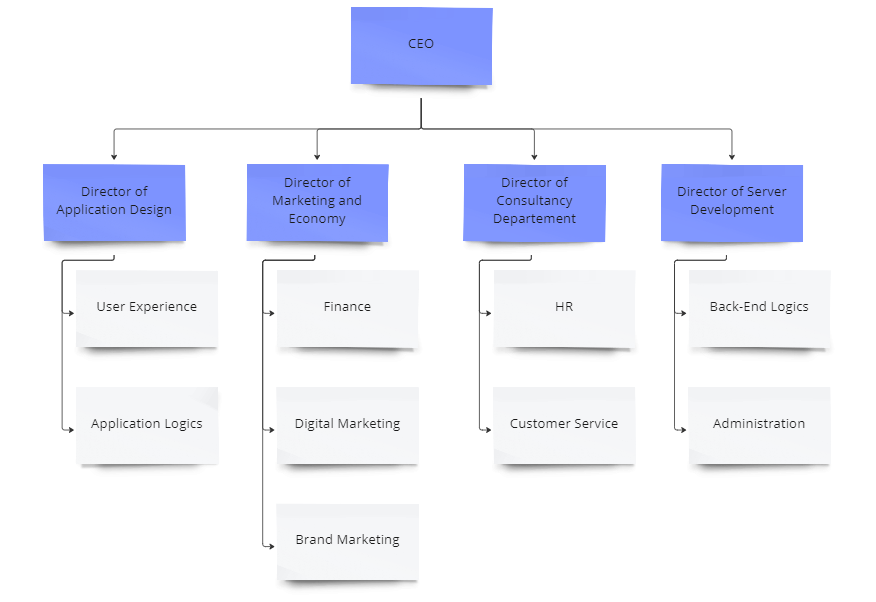 CEO
Director of
Application Design
Director of
Marketing and
Economy
Director of
Consultancy
Departement
Director of Server
Development
User Experience
Finance
HR
Back-End Logics
Application Logics
Digital Marketing
Customer Service
Administration
Brand Marketing